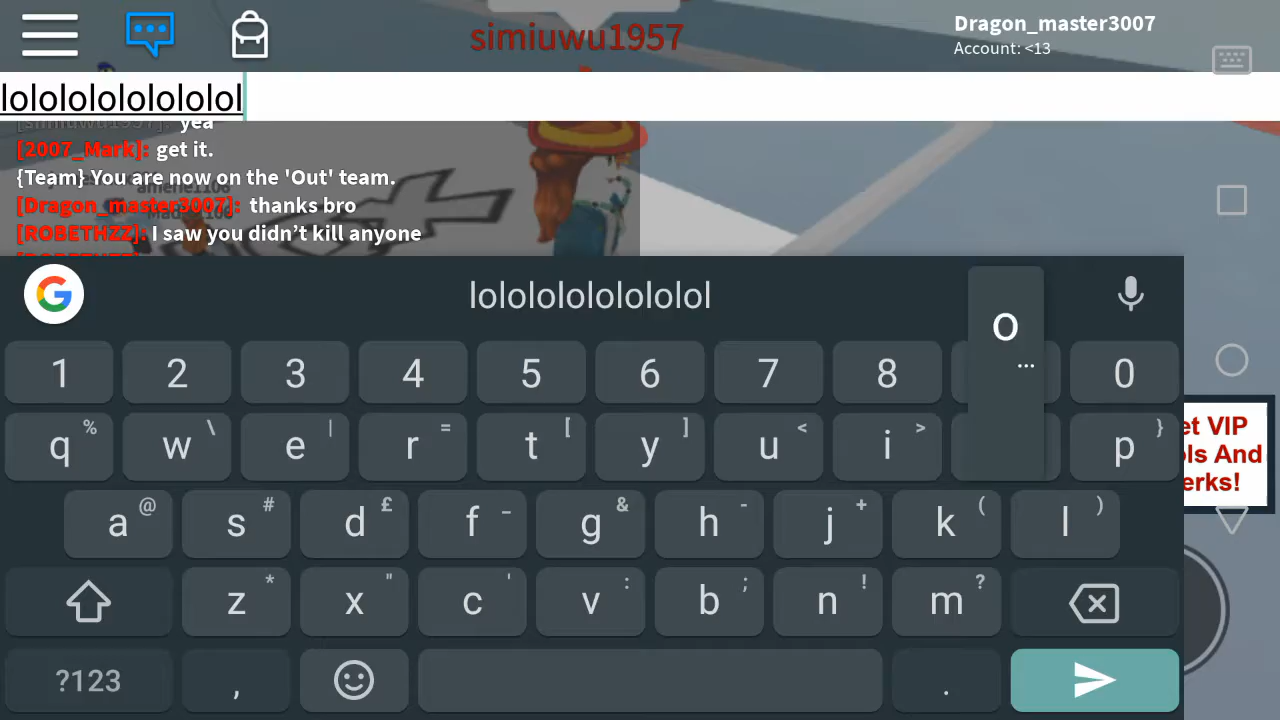 simiuwu1957
Dragon_master3007
Account: <13
lolololololololol
[simiuwu1957]: yea
[2007_Mark]: get it.
{Team} You are now on the 'Out' team.
[Dragon_master3007]: thanks bro
[ROBETHZZ]: I saw you didn't kill anyone
lolololololololol
o
...
1 2 3 4 5 6 7 8 0
q % w \ e | r = t [ y ] u < i > p }
a @ s # d £ f _ g & h - j + k ( l )
z * x " c ' v : b ; n ! m ?
?123 , .
et VIP
ols And
erks!